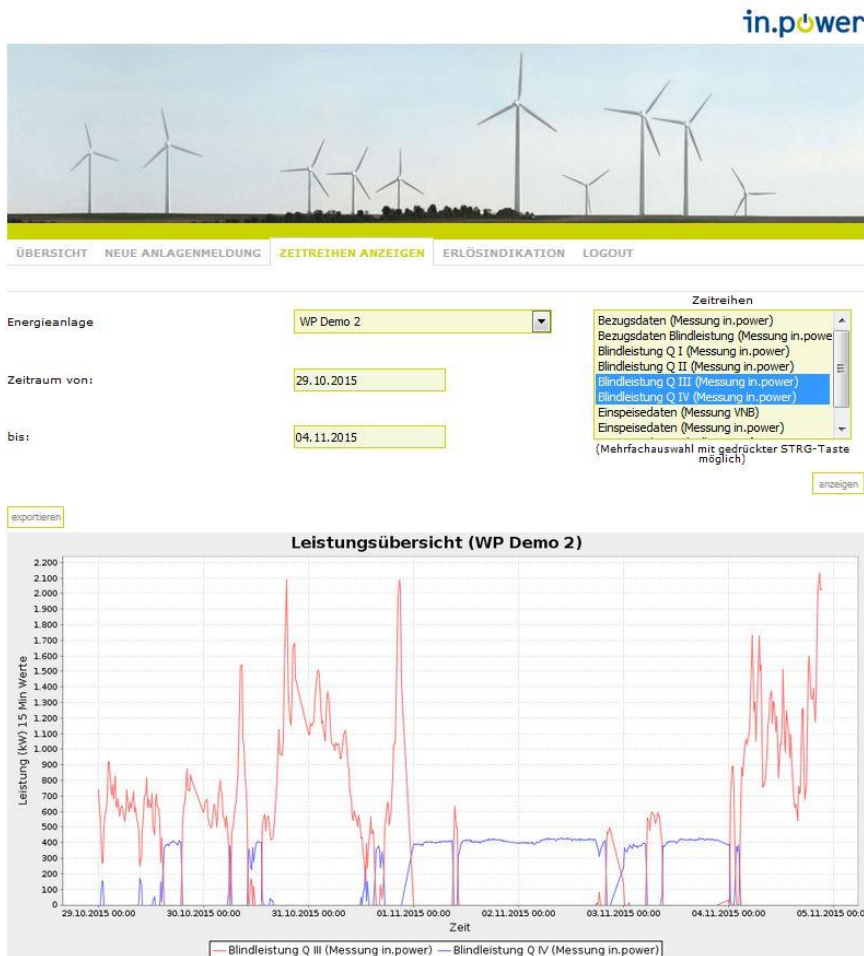 in.power
ÜBERSICHT NEUE ANLAGENMELDUNG ZEITREIHEN ANZEIGEN ERLÖSINDIKATION LOGOUT
Zeitreihen
Energieanlage
WP Demo 2
Bezugsdaten (Messung in.power)
Bezugsdaten Blindleistung (Messung in.powe
Blindleistung Q I (Messung in.power)
Blindleistung Q II (Messung in.power)
Zeitraum von:
29.10.2015
Blindleistung Q III (Messung in.power)
Blindleistung Q IV (Messung in.power)
Einspeisedaten (Messung VNB)
Einspeisedaten (Messung in.power)
bis:
04.11.2015
(Mehrfachauswahl mit gedrückter STRG-Taste
möglich)
anzeigen
exportieren
Leistungsübersicht (WP Demo 2)
Leistung (kW) 15 Min Werte
2.200
2.100
2.000
1.900
1.800
1.700
1.600
1.500
1.400
1.300
1.200
1.100
1.000
900
800
700
600
500
400
300
200
100
0
29.10.2015 00:00 30.10.2015 00:00 31.10.2015 00:00 01.11.2015 00:00 02.11.2015 00:00 03.11.2015 00:00 04.11.2015 00:00 05.11.2015 00:0
Zeit
Blindleistung Q III (Messung in.power) Blindleistung Q IV (Messung in.power)